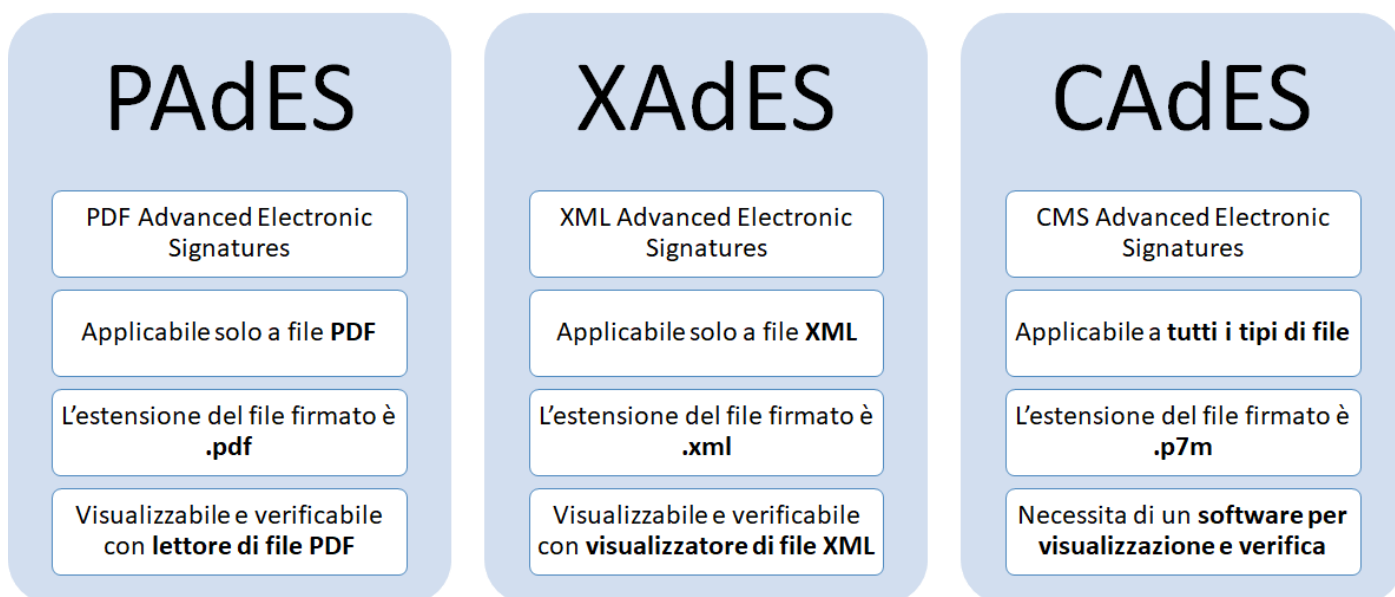 PAdES
PDF Advanced Electronic
Signatures
Applicabile solo a file PDF
L'estensione del file firmato è
.pdf
Visualizzabile e verificabile
con lettore di file PDF
XAdES
XML Advanced Electronic
Signatures
Applicabile solo a file XML
L'estensione del file firmato è
.xml
Visualizzabile e verificabile
con visualizzatore di file XML
CAdES
CMS Advanced Electronic
Signatures
Applicabile a tutti i tipi di file
L'estensione del file firmato è
.p7m
Necessita di un software per
visualizzazione e verifica